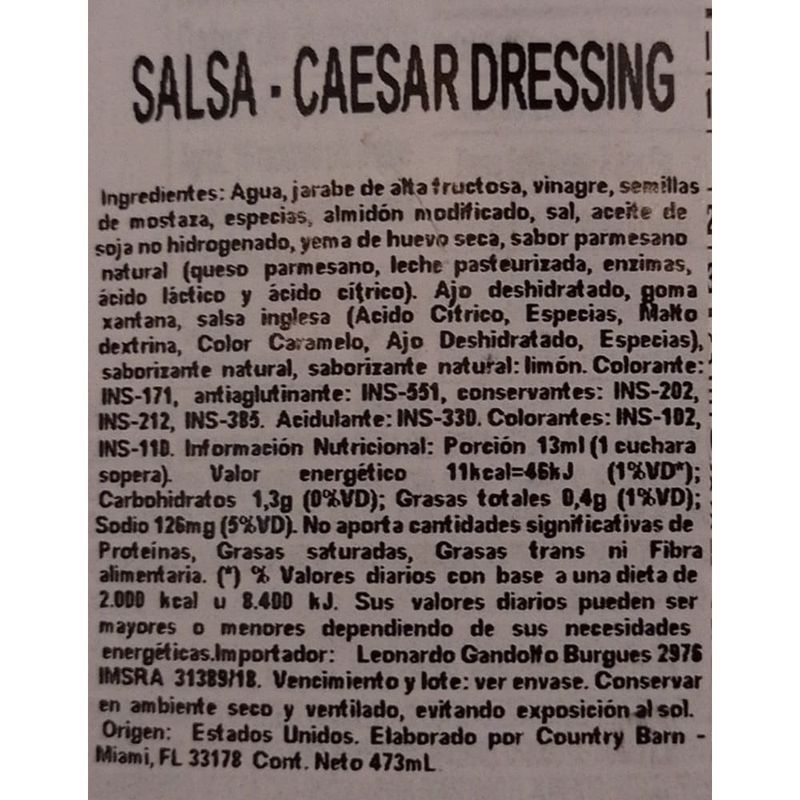 SALSA - CAESAR DRESSING
Ingredientes: Agua, jarabe de alta fructosa, vinagre, semillas
de mostaza, especias, almidón modificado, sal, aceite de
soja no hidrogenado, yema de huevo seca, sabor parmesano
natural (queso parmesano, leche pasteurizada, enzimas,
ácido láctico y ácido cítrico). Ajo deshidratado, goma
xantana, salsa inglesa (Acido Cítrico, Especias, Malto
dextrina, Color Caramelo, Ajo Deshidratado, Especias),
saborizante natural, saborizante natural: limón. Colorante:
INS-171, antiaglutinante: INS-551, conservantes: INS-202,
INS-212, INS-385. Acidulante: INS-330. Colorantes: INS-102,
INS-110. Información Nutricional: Porción 13ml (1 cuchara
sopera). Valor energético 11kcal=46kJ (1%VD*);
Carbohidratos 1,3g (0%VD); Grasas totales 0,4g (1%VD);
Sodio 126mg (5%VD). No aporta cantidades significativas de
Proteínas, Grasas saturadas, Grasas trans ni Fibra
alimentaria. (*) % Valores diarios con base a una dieta de
2.000 kcal u 8.400 kJ. Sus valores diarios pueden ser
mayores o menores dependiendo de sus necesidades
energéticas.Importador: Leonardo Gandolfo Burgues 2976
IMSRA 31389/18. Vencimiento y lote: ver envase. Conservar
en ambiente seco y ventilado, evitando exposición al sol.
Origen: Estados Unidos. Elaborado por Country Barn -
Miami, FL 33178 Cont. Neto 473mL